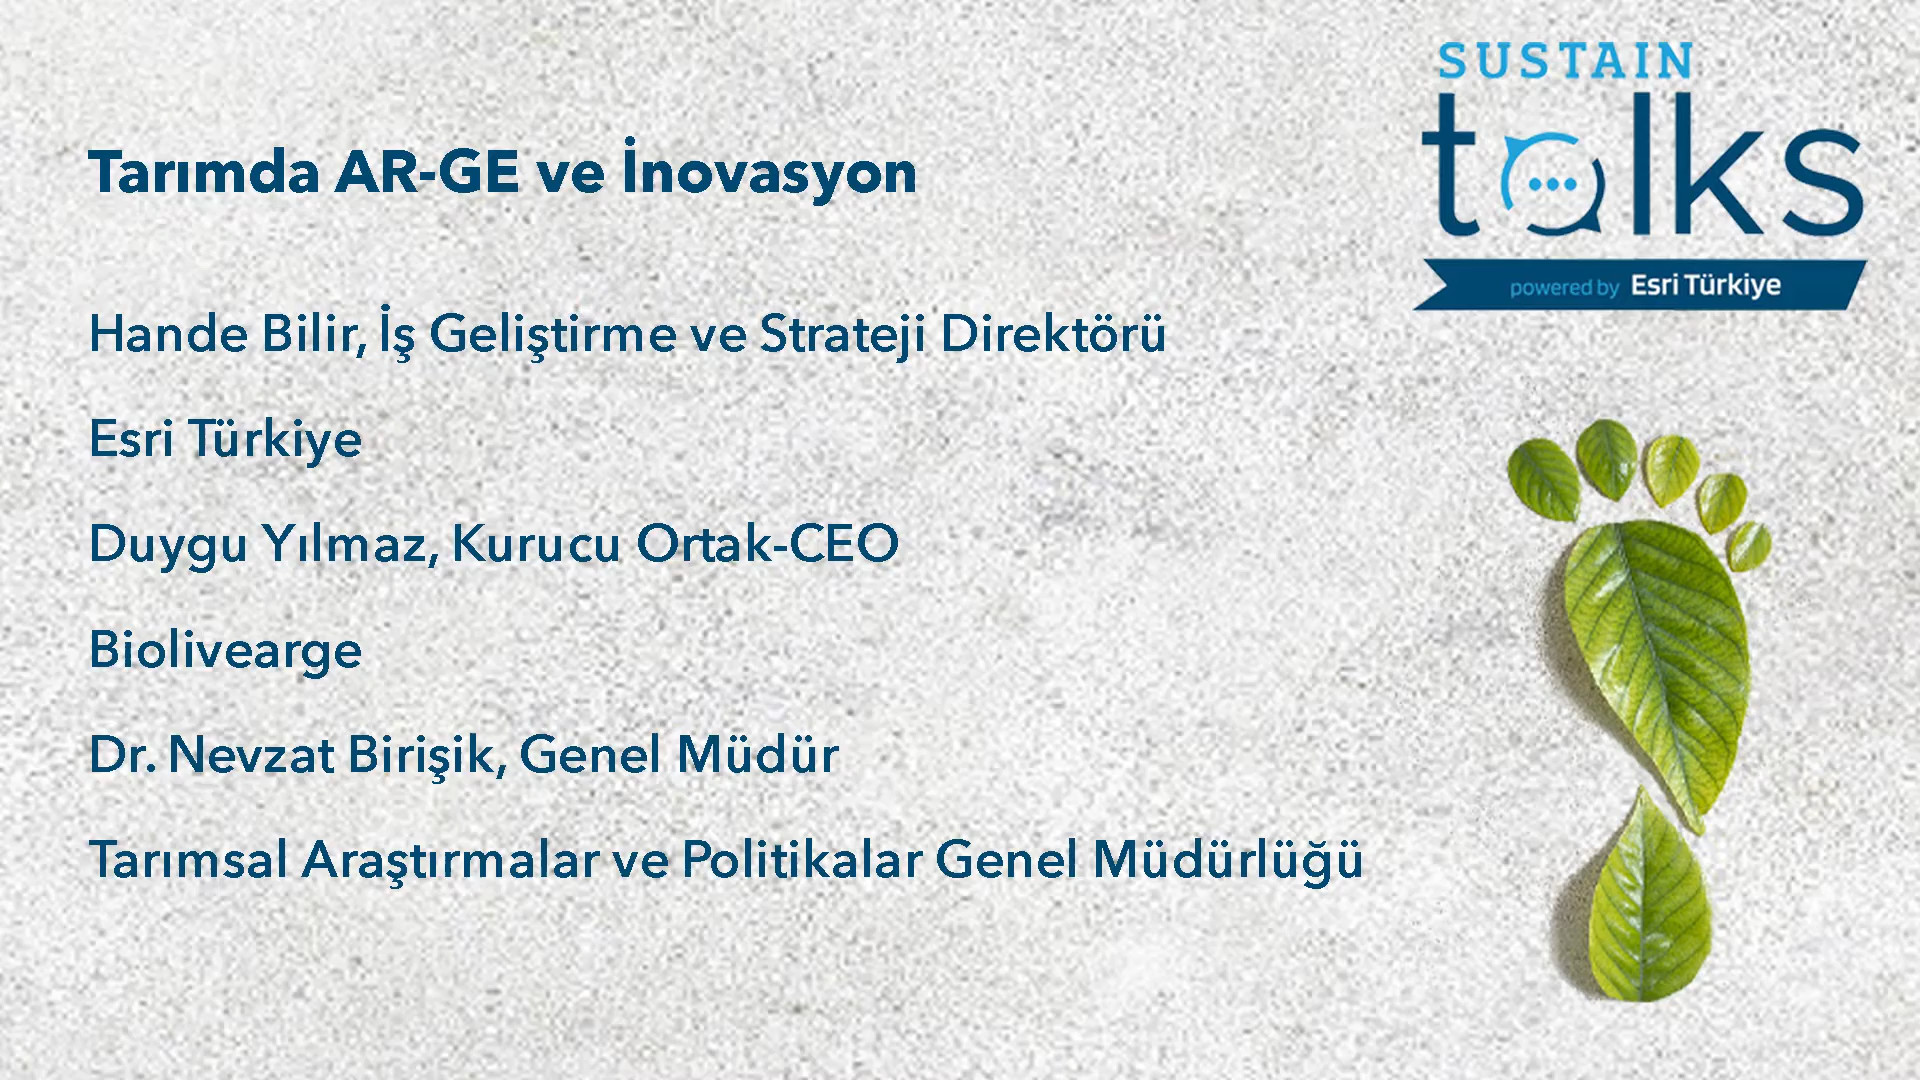 SUSTAIN
talks
powered by Esri Türkiye
Tarımda AR-GE ve İnovasyon
Hande Bilir, İş Geliştirme ve Strateji Direktörü
Esri Türkiye
Duygu Yılmaz, Kurucu Ortak-CEO
Biolivearge
Dr. Nevzat Birişik, Genel Müdür
Tarımsal Araştırmalar ve Politikalar Genel Müdürlüğü